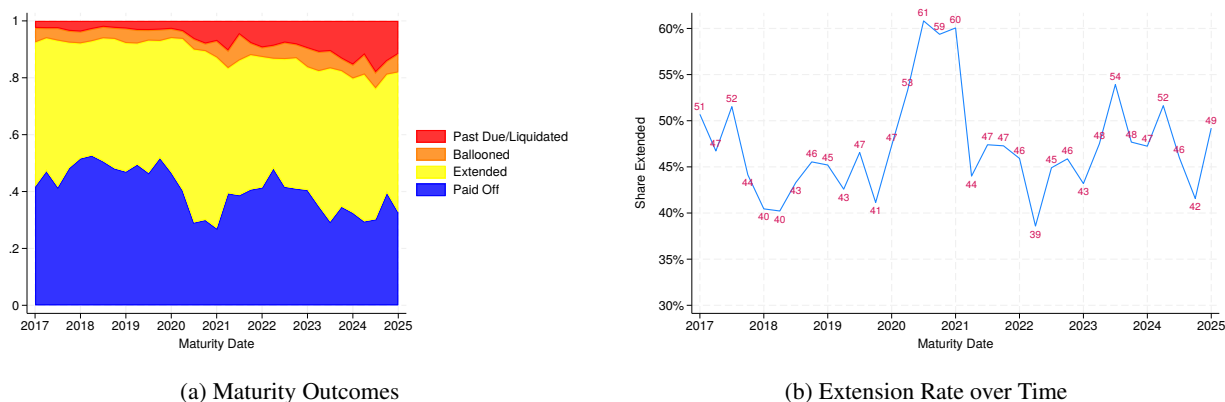 1
.8
.6
.4
.2
0
2017 2018 2019 2020 2021 2022 2023 2024 2025
Maturity Date
Past Due/Liquidated
Ballooned
Extended
Paid Off
(a) Maturity Outcomes
Share Extended
60%
55%
50%
45%
40%
35%
30%
51 47 52 44 40 40 43 46 45 43 47 41 47 53 61 59 60 44 47 47 46 39 45 46 43 48 54 48 47 52 46 42 49
2017 2018 2019 2020 2021 2022 2023 2024 2025
Maturity Date
(b) Extension Rate over Time